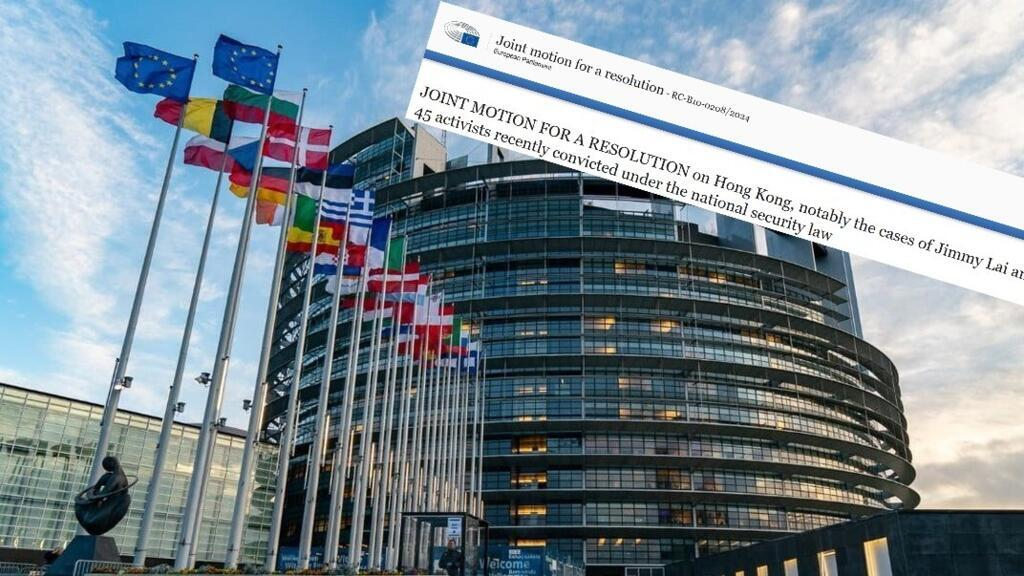 Joint motion for a resolution - RC-B10-0208/2024
European Parliament
JOINT MOTION FOR A RESOLUTION on Hong Kong, notably the cases of Jimmy Lai an
45 activists recently convicted under the national security law
Welcome